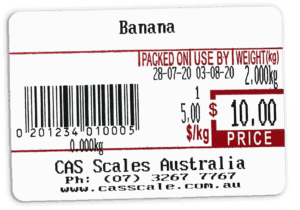 Banana
PACKED ON USE BY WEIGHT(kg)
28-07-20 03-08-20 2.000kg
1
5.00 $ 10.00
$/kg PRICE
0 201234 010005
0.000kg
CAS Scales Australia
Ph: (07) 3267 7767
www.casscale.com.au